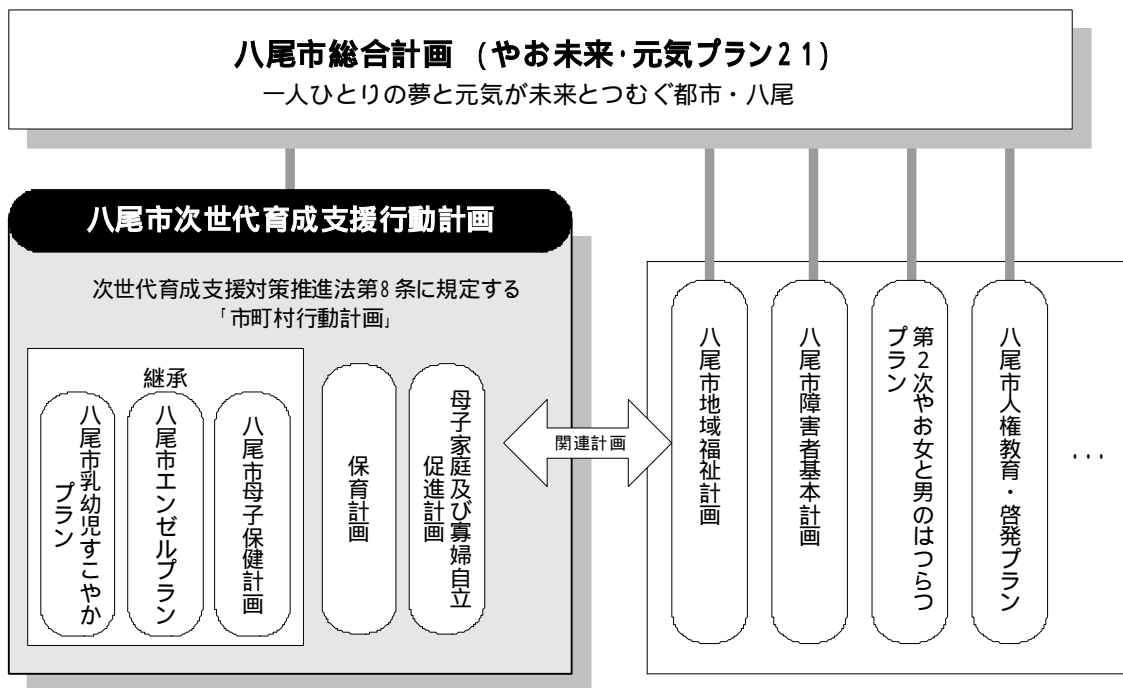 八尾市総合計画 (やお未来・元気プラン21)
一人ひとりの夢と元気が未来とつむぐ都市・八尾
八尾市次世代育成支援行動計画
次世代育成支援対策推進法第8条に規定する
「市町村行動計画」
継承
八尾市乳幼児すこやか
プラン
八尾市エンゼルプラン
八尾市母子保健計画
保育計画
母子家庭及び寡婦自立
促進計画
関連計画
八尾市地域福祉計画
八尾市障害者基本計画
第2次やお女と男のはつらつ
プラン
八尾市人権教育・啓発プラン
...